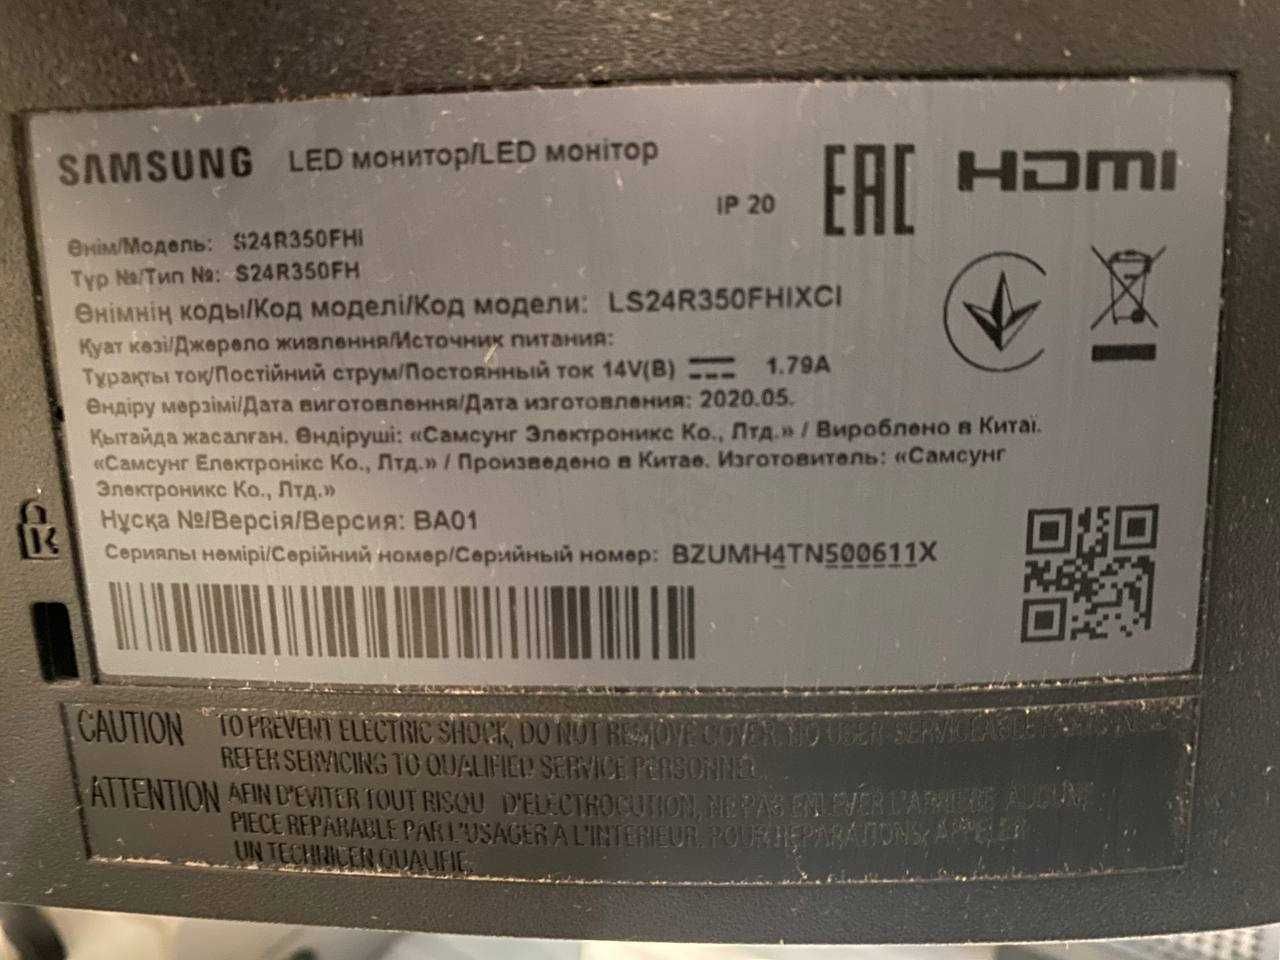 SAMSUNG LED монитор/LED монітор
IP 20
EAC
HDMI
Өнім/Модель: S24R350FHI
Түр №/Тип №: S24R350FH
Өнімнің коды/Код моделі/Код модели: LS24R350FHIXCI
Қуат көзі/Джерело живлення/Источник питания:
Тұрақты ток/Постійний струм/Постоянный ток 14V(B) 1.79A
Өндіру мерзімі/Дата виготовлення/Дата изготовления: 2020.05.
Қытайда жасалған. Өндіруші: «Самсунг Электроникс Ко., Лтд.» / Вироблено в Китаї.
«Самсунг Електронікс Ко., Лтд.» / Произведено в Китае. Изготовитель: «Самсунг
Электроникс Ко., Лтд.»
Нұсқа №/Версія/Версия: BA01
Сериялы нөмірі/Серійний номер/Серийный номер: BZUMH4TN500611X
K
CAUTION TO PREVENT ELECTRIC SHOCK, DO NOT REMOVE COVER. NO USER SERVICEABLE
REFER SERVICING TO QUALIFIED SERVICE PERSONNEL
ATTENTION AFIN D'EVITER TOUT RISQU D'ELECTROCUTION, NE PAS ENLEVER L'ARRIERE AUCUNE
PIECE REPARABLE PAR L'USAGER A L'INTERIEUR. POUR REPARATIONS, APPELER
UN TECHNICER QUALIFIE.